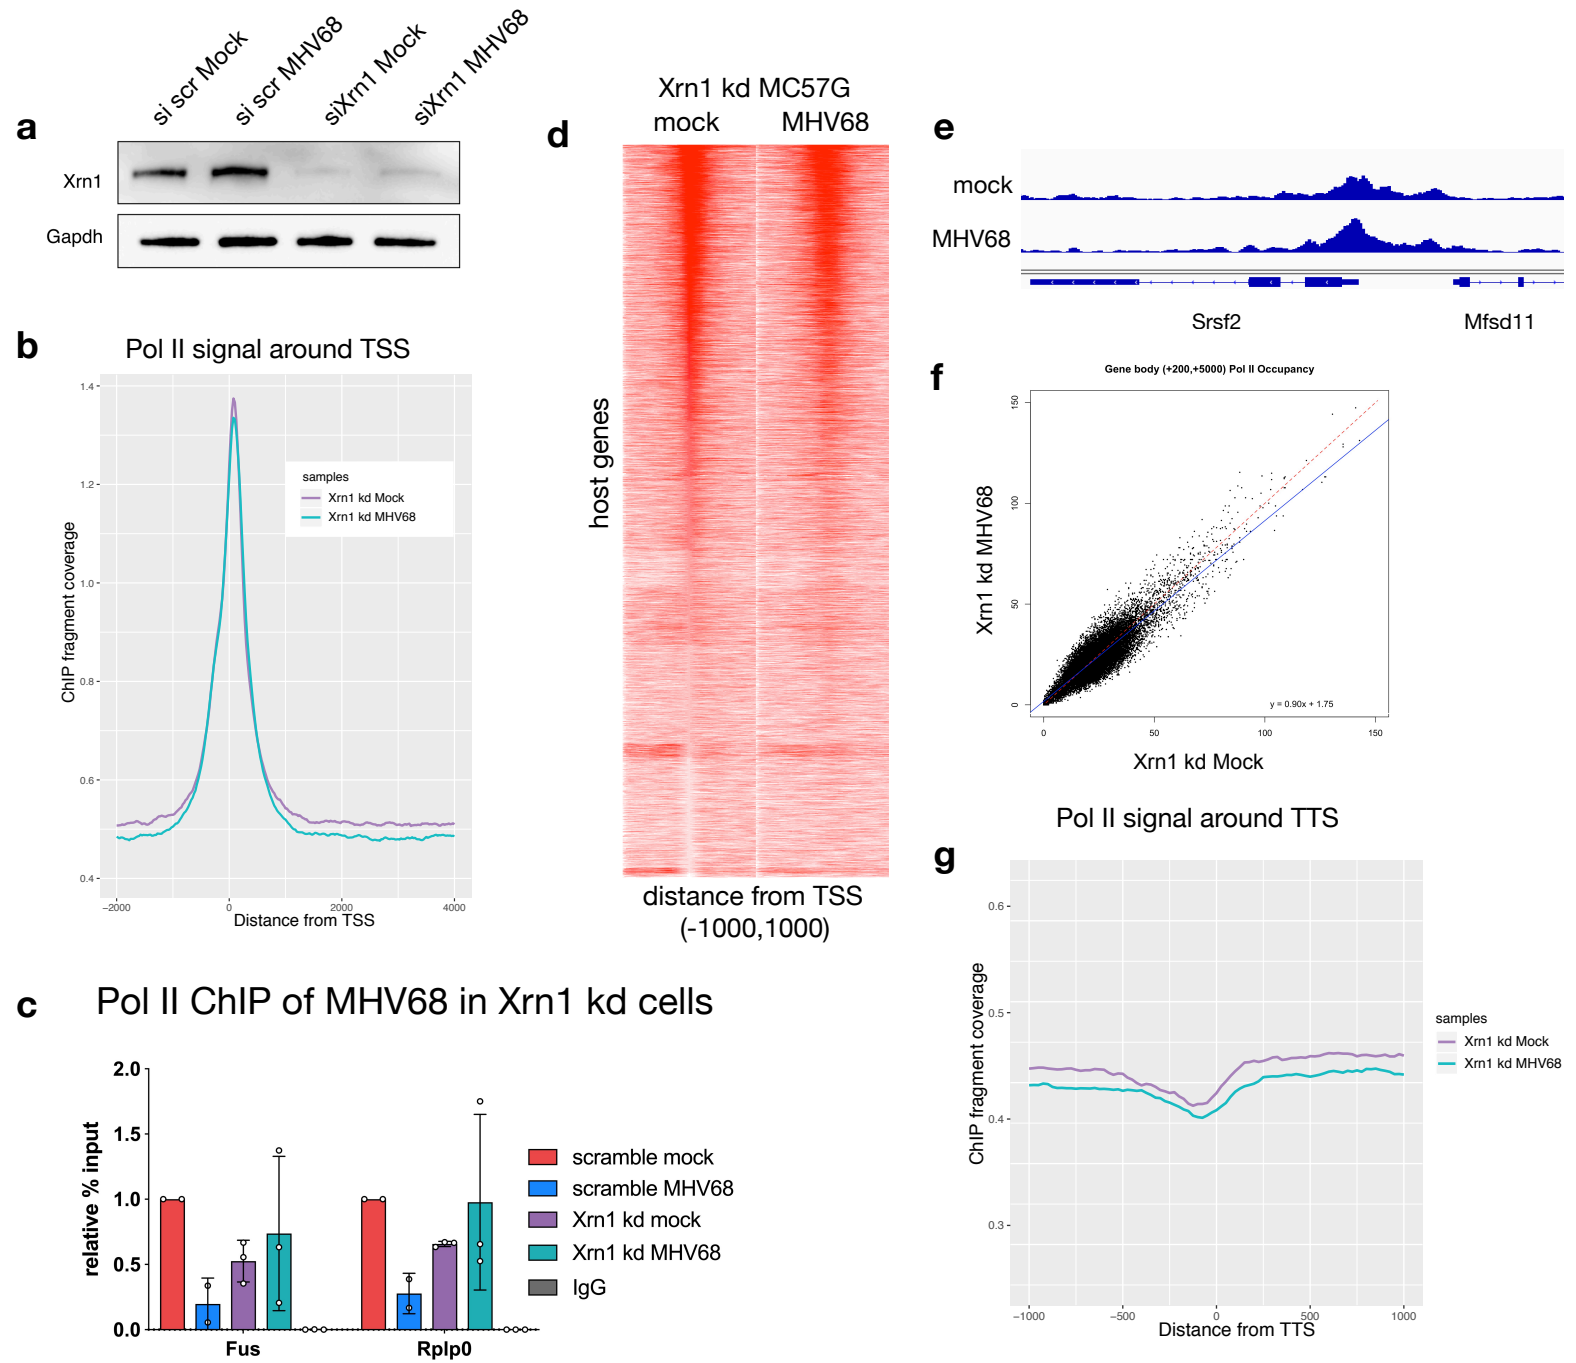 a
si scr Mock
si scr MHV68
siXrn1 Mock
siXrn1 MHV68
Xrn1
Gapdh
b
Pol II signal around TSS
1.4
1.2
1.0
0.8
0.6
0.4
ChIP fragment coverage
samples
Xrn1 kd Mock
Xrn1 kd MHV68
−2000
0
2000
4000
Distance from TSS
c
Pol II ChIP of MHV68 in Xrn1 kd cells
2.0
1.5
1.0
0.5
0.0
relative % input
Fus
Rplp0
scramble mock
scramble MHV68
Xrn1 kd mock
Xrn1 kd MHV68
IgG
d
Xrn1 kd MC57G
mock
MHV68
host genes
distance from TSS
(-1000,1000)
e
mock
MHV68
Srsf2
Mfsd11
f
Gene body (+200,+5000) Pol II Occupancy
150
100
50
0
Xrn1 kd MHV68
y = 0.90x + 1.75
0
50
100
150
Xrn1 kd Mock
g
Pol II signal around TTS
0.6
0.5
0.4
0.3
ChIP fragment coverage
samples
Xrn1 kd Mock
Xrn1 kd MHV68
−1000
−500
0
500
1000
Distance from TTS